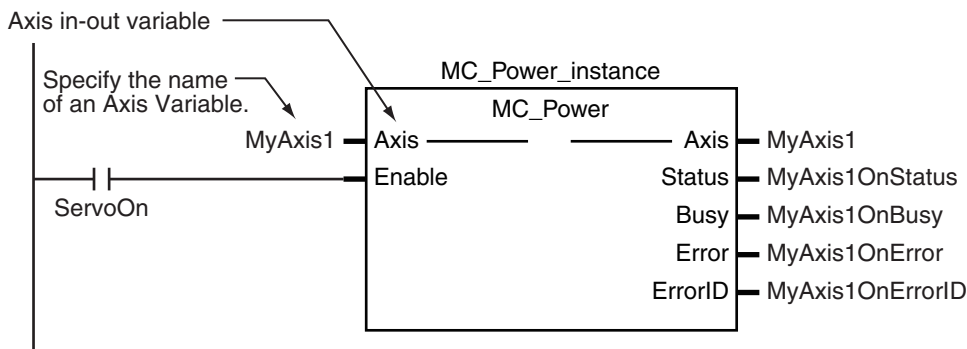 Axis in-out variable
Specify the name
of an Axis Variable.
MC_Power_instance
MC_Power
MyAxis1 Axis Axis MyAxis1
Enable Status MyAxis1OnStatus
ServoOn
Busy MyAxis1OnBusy
Error MyAxis1OnError
ErrorID MyAxis1OnErrorID